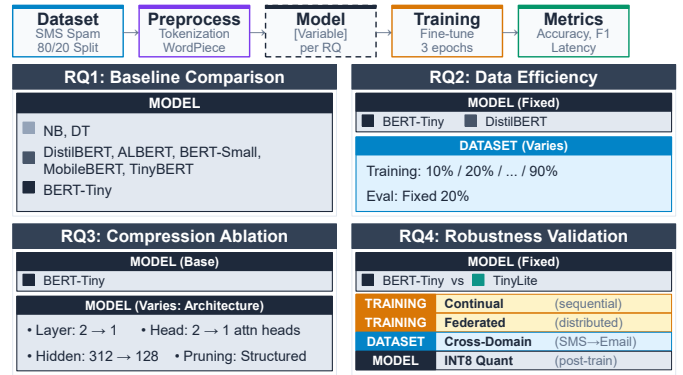 Dataset
SMS Spam
80/20 Split
Preprocess
Tokenization
WordPiece
Model
[Variable]
per RQ
Training
Fine-tune
3 epochs
Metrics
Accuracy, F1
Latency
RQ1: Baseline Comparison
MODEL
NB, DT
DistilBERT, ALBERT, BERT-Small,
MobileBERT, TinyBERT
BERT-Tiny
RQ2: Data Efficiency
MODEL (Fixed)
BERT-Tiny DistilBERT
DATASET (Varies)
Training: 10% / 20% / ... / 90%
Eval: Fixed 20%
RQ3: Compression Ablation
MODEL (Base)
BERT-Tiny
MODEL (Varies: Architecture)
• Layer: 2 → 1 • Head: 2 → 1 attn heads
• Hidden: 312 → 128 • Pruning: Structured
RQ4: Robustness Validation
MODEL (Fixed)
BERT-Tiny vs TinyLite
TRAINING Continual (sequential)
TRAINING Federated (distributed)
DATASET Cross-Domain (SMS→Email)
MODEL INT8 Quant (post-train)